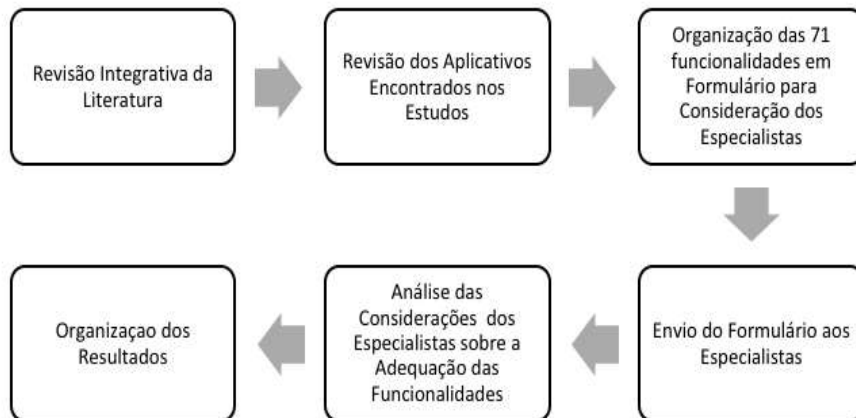 Revisão Integrativa da
Literatura
Revisão dos Aplicativos
Encontrados nos
Estudos
Organização das 71
funcionalidades em
Formulário para
Consideração dos
Especialistas
Envio do Formulário aos
Especialistas
Análise das
Considerações dos
Especialistas sobre a
Adequação das
Funcionalidades
Organizaçao dos
Resultados